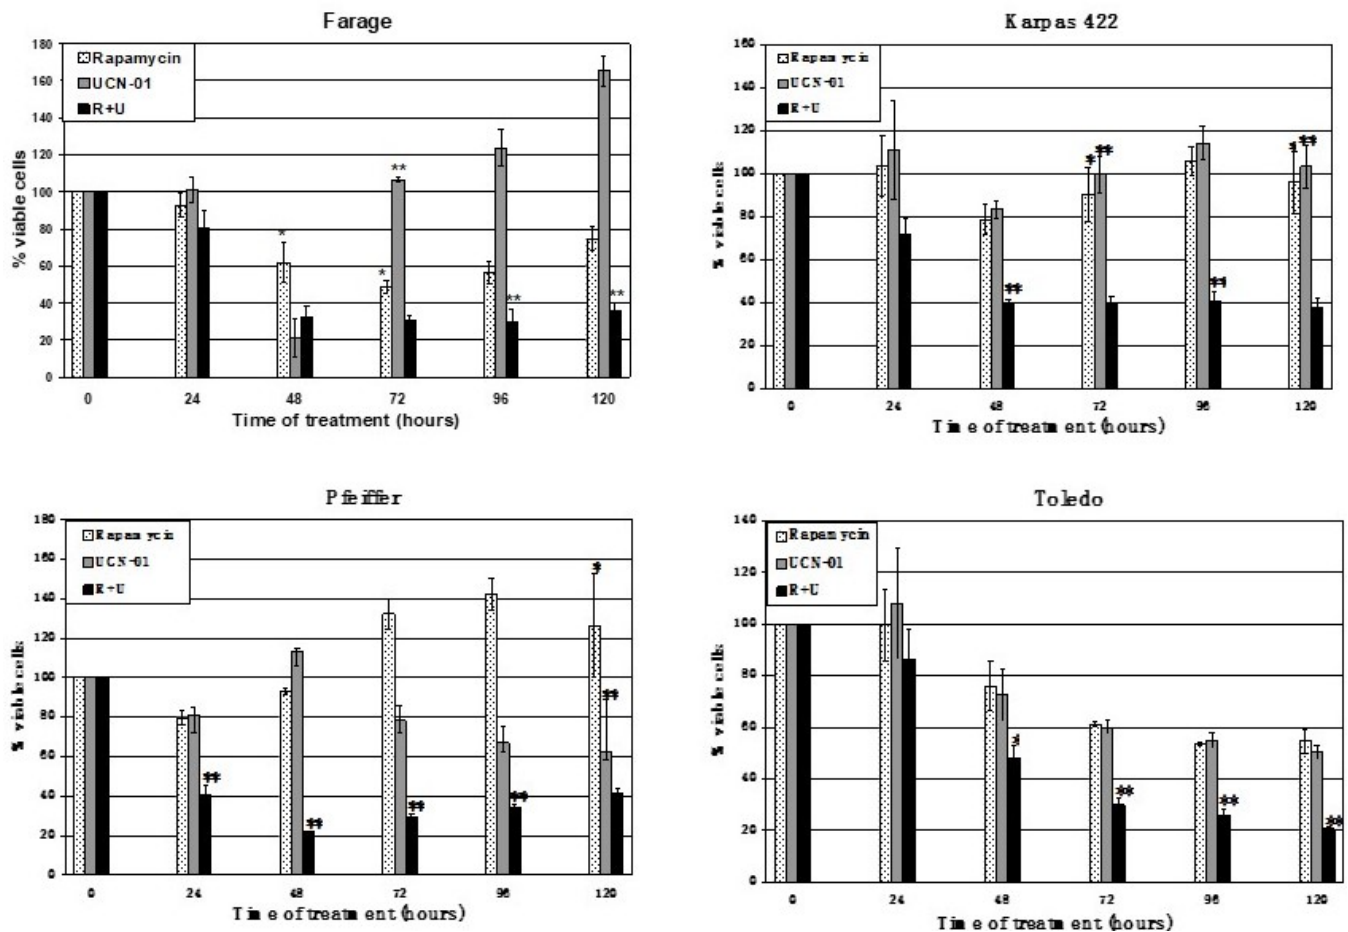 Farage
180
160
140
120
100
80
60
40
20
0
% viable cells
Rapamycin
UCN-01
R+U
*
*
**
**
**
0 24 48 72 96 120
Time of treatment (hours)
Karpas 422
160
140
120
100
80
60
40
20
0
% viable cells
Rapamycin
UCN-01
R+U
**
*
**
**
*
**
0 24 48 72 96 120
Time of treatment (hours)
Pfeiffer
180
160
140
120
100
80
60
40
20
0
% viable cells
Rapamycin
UCN-01
R+U
**
**
**
**
*
**
0 24 48 72 96 120
Time of treatment (hours)
Toledo
140
120
100
80
60
40
20
0
% viable cells
Rapamycin
UCN-01
R+U
*
**
**
**
0 24 48 72 96 120
Time of treatment (hours)